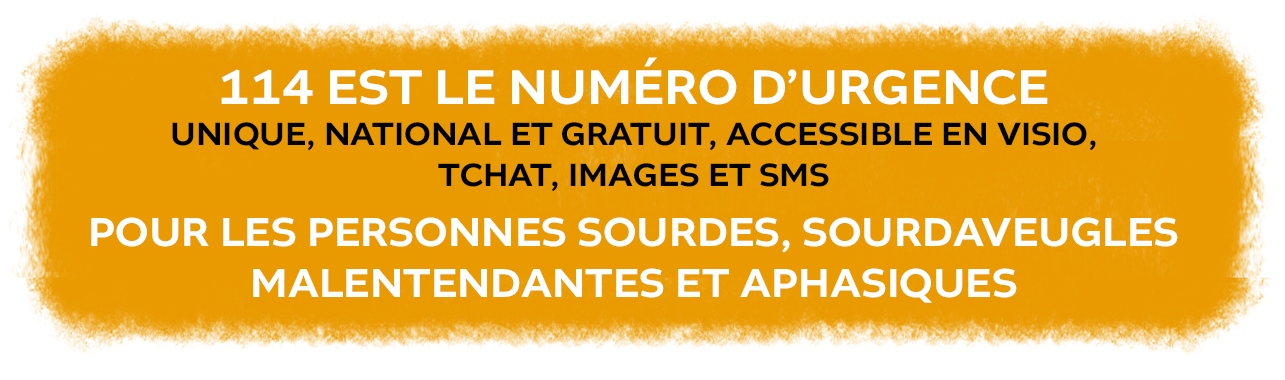 114 EST LE NUMÉRO D’URGENCE
UNIQUE, NATIONAL ET GRATUIT, ACCESSIBLE EN VISIO,
TCHAT, IMAGES ET SMS
POUR LES PERSONNES SOURDES, SOURDAVEUGLES
MALENTENDANTES ET APHASIQUES